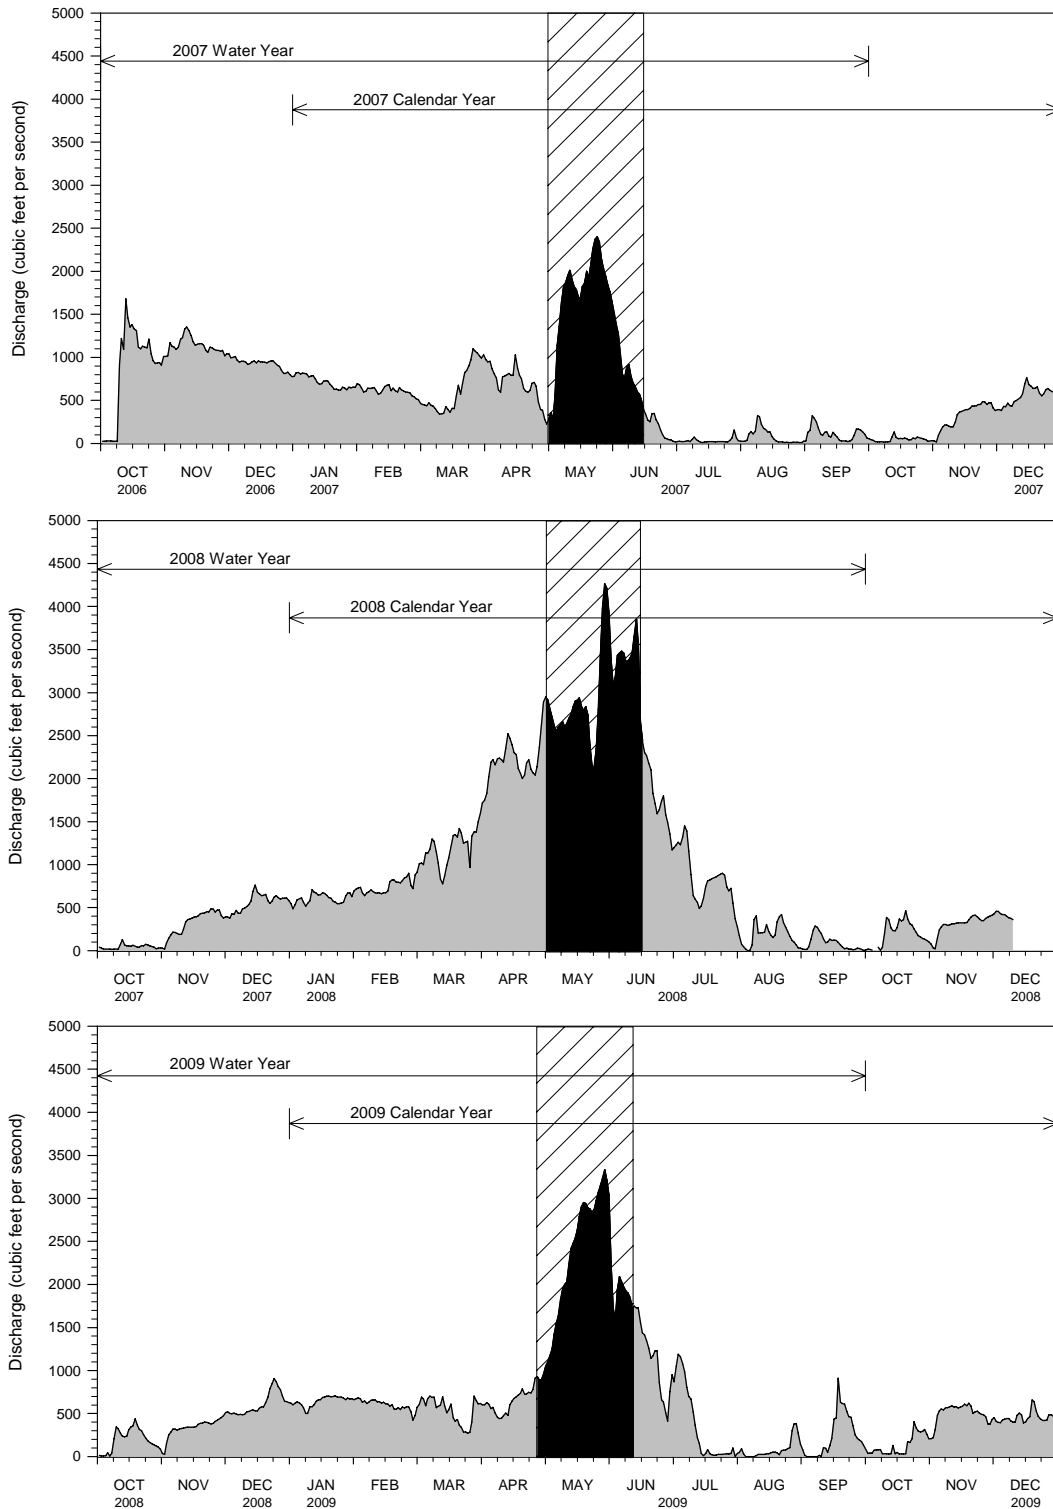 5000
2007 Water Year
4500
2007 Calendar Year
4000
3500
3000
2500
2000
1500
1000
500
0
Discharge (cubic feet per second)
OCT NOV DEC JAN FEB MAR APR MAY JUN JUL AUG SEP OCT NOV DEC
2006 2006 2007 2007 2007
5000
2008 Water Year
4500
2008 Calendar Year
4000
3500
3000
2500
2000
1500
1000
500
0
Discharge (cubic feet per second)
OCT NOV DEC JAN FEB MAR APR MAY JUN JUL AUG SEP OCT NOV DEC
2007 2007 2008 2008 2008
5000
2009 Water Year
4500
2009 Calendar Year
4000
3500
3000
2500
2000
1500
1000
500
0
Discharge (cubic feet per second)
OCT NOV DEC JAN FEB MAR APR MAY JUN JUL AUG SEP OCT NOV DEC
2008 2008 2009 2009 2009